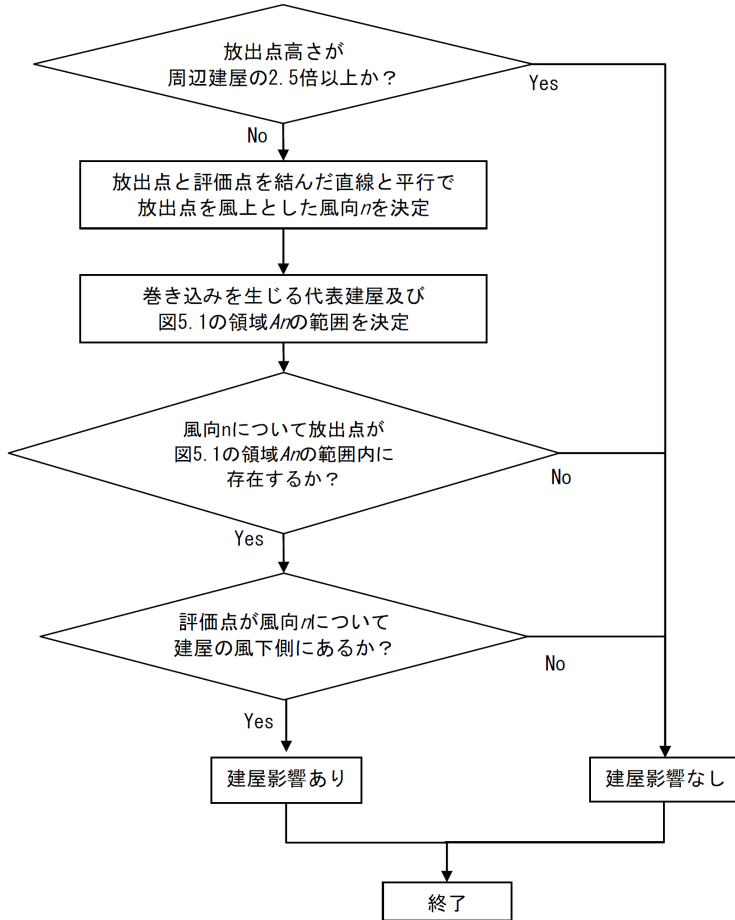 放出点高さが
周辺建屋の2.5倍以上か？
Yes
No
放出点と評価点を結んだ直線と平行で
放出点を風上とした風向nを決定
巻き込みを生じる代表建屋及び
図5.1の領域Anの範囲を決定
風向nについて放出点が
図5.1の領域Anの範囲内に
存在するか？
No
Yes
評価点が風向nについて
建屋の風下側にあるか？
No
Yes
建屋影響あり
建屋影響なし
終了